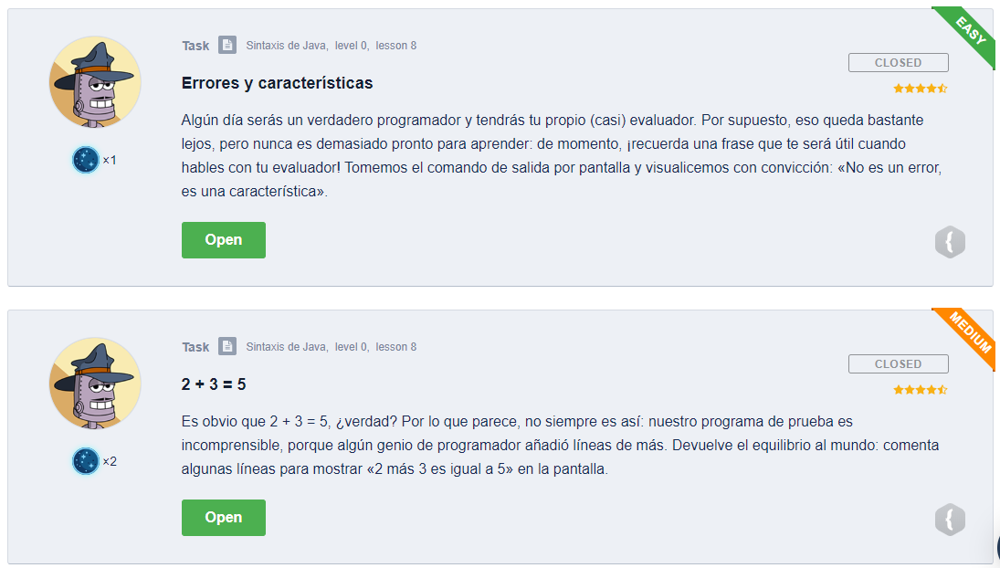 EASY
Task Sintaxis de Java, level 0, lesson 8
CLOSED
Errores y características
Algún día serás un verdadero programador y tendrás tu propio (casi) evaluador. Por supuesto, eso queda bastante
lejos, pero nunca es demasiado pronto para aprender: de momento, ¡recuerda una frase que te será útil cuando
hables con tu evaluador! Tomemos el comando de salida por pantalla y visualicemos con convicción: «No es un error,
es una característica».
×1
Open
MEDIUM
Task Sintaxis de Java, level 0, lesson 8
CLOSED
2 + 3 = 5
Es obvio que 2 + 3 = 5, ¿verdad? Por lo que parece, no siempre es así: nuestro programa de prueba es
incomprensible, porque algún genio de programador añadió líneas de más. Devuelve el equilibrio al mundo: comenta
algunas líneas para mostrar «2 más 3 es igual a 5» en la pantalla.
×2
Open